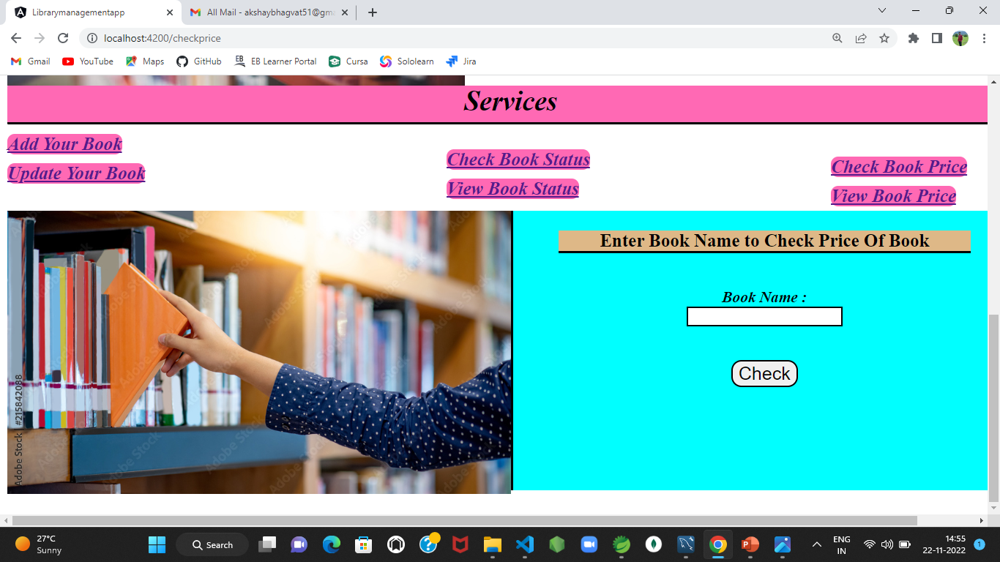 Librarymanagementapp
All Mail - akshaybhagvat51@gma
localhost:4200/checkprice
Gmail YouTube Maps GitHub EB Learner Portal Cursa Sololearn Jira
Services
Add Your Book
Update Your Book
Check Book Status
View Book Status
Check Book Price
View Book Price
Enter Book Name to Check Price Of Book
Book Name :
Check
Adobe Stock | #215842088
Adobe Stock
27°C
Sunny
Search
ENG
IN
14:55
22-11-2022
1